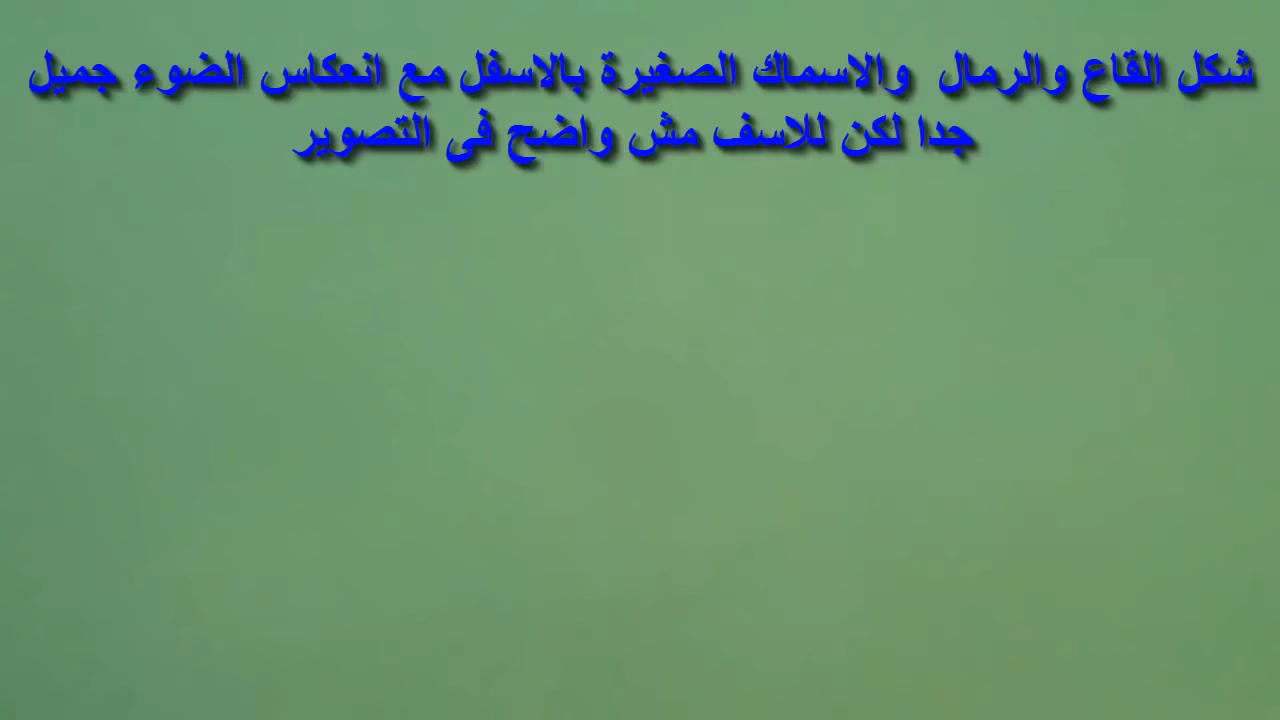 شكل القاع والرمال والاسماك الصغيرة بالاسفل مع انعكاس الضوء جميل
جدا لكن للاسف مش واضح فى التصوير